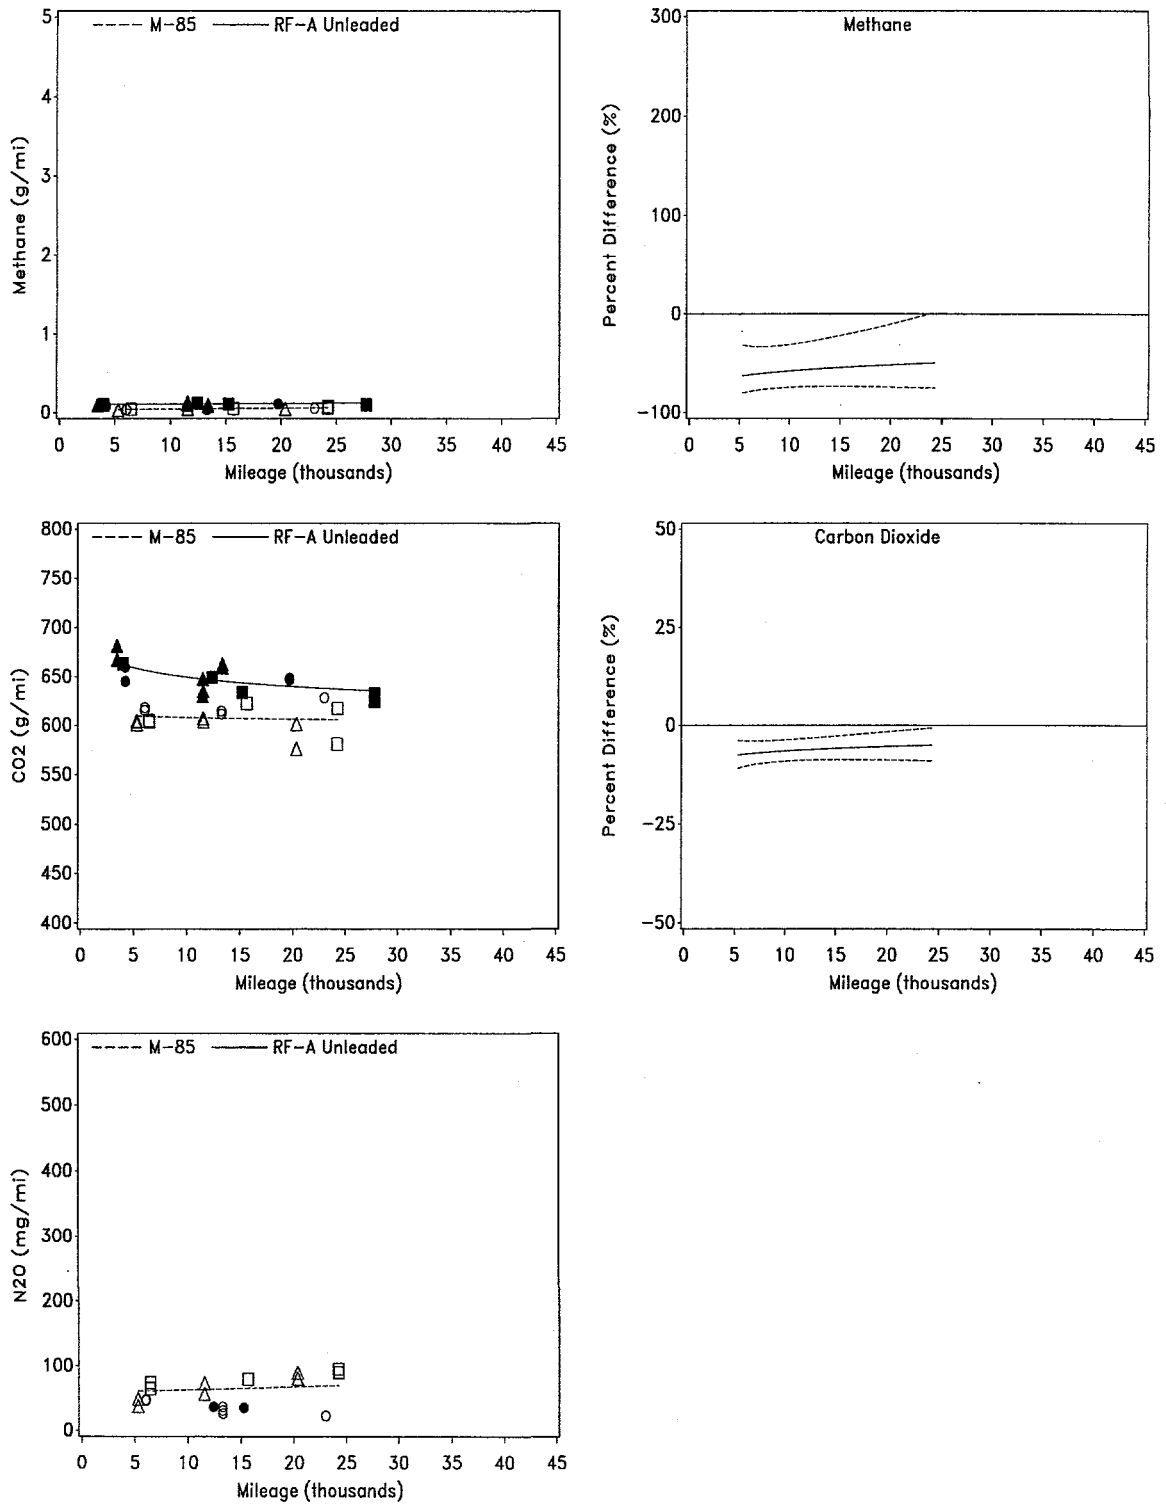 M-85 RF-A Unleaded
Methane (g/mi)
5
4
3
2
1
0
0 5 10 15 20 25 30 35 40 45
Mileage (thousands)
Methane
Percent Difference (%)
300
200
100
0
-100
0 5 10 15 20 25 30 35 40 45
Mileage (thousands)
M-85 RF-A Unleaded
CO2 (g/mi)
800
750
700
650
600
550
500
450
400
0 5 10 15 20 25 30 35 40 45
Mileage (thousands)
Carbon Dioxide
Percent Difference (%)
50
25
0
-25
-50
0 5 10 15 20 25 30 35 40 45
Mileage (thousands)
M-85 RF-A Unleaded
N2O (mg/mi)
600
500
400
300
200
100
0
0 5 10 15 20 25 30 35 40 45
Mileage (thousands)